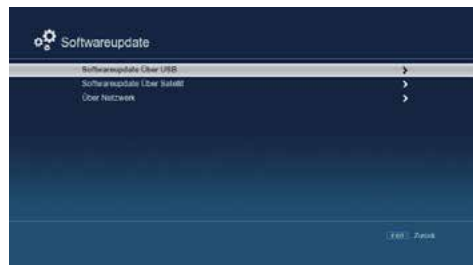 Softwareupdate
Softwareupdate Über USB
Softwareupdate Über Satellit
Über Netzwerk
Exit Zurück